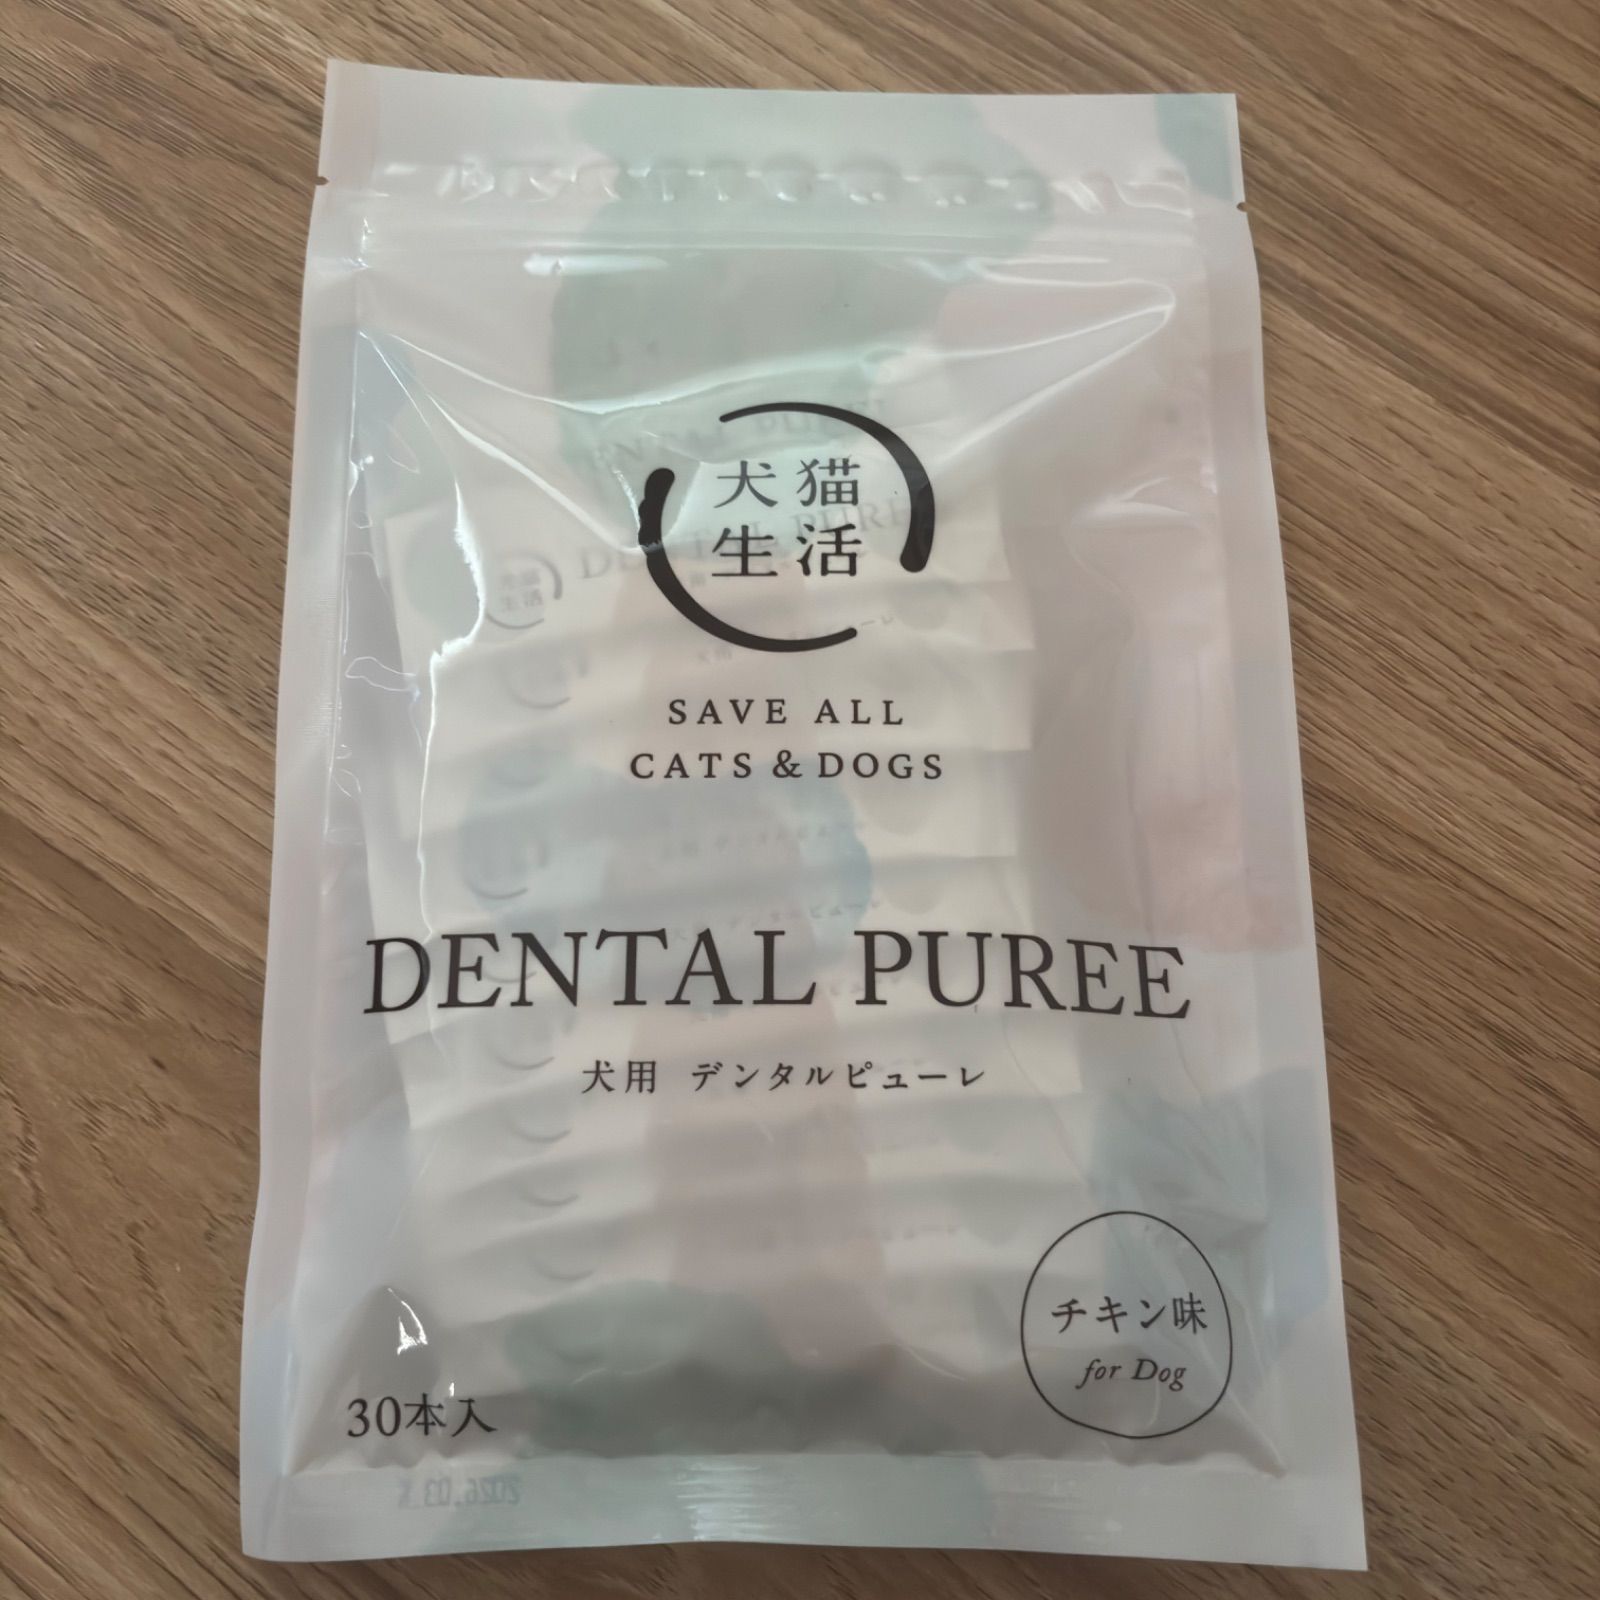 犬猫
生活
SAVE ALL
CATS & DOGS
DENTAL PUREE
犬用 デンタルピューレ
チキン味
for Dog
30本入